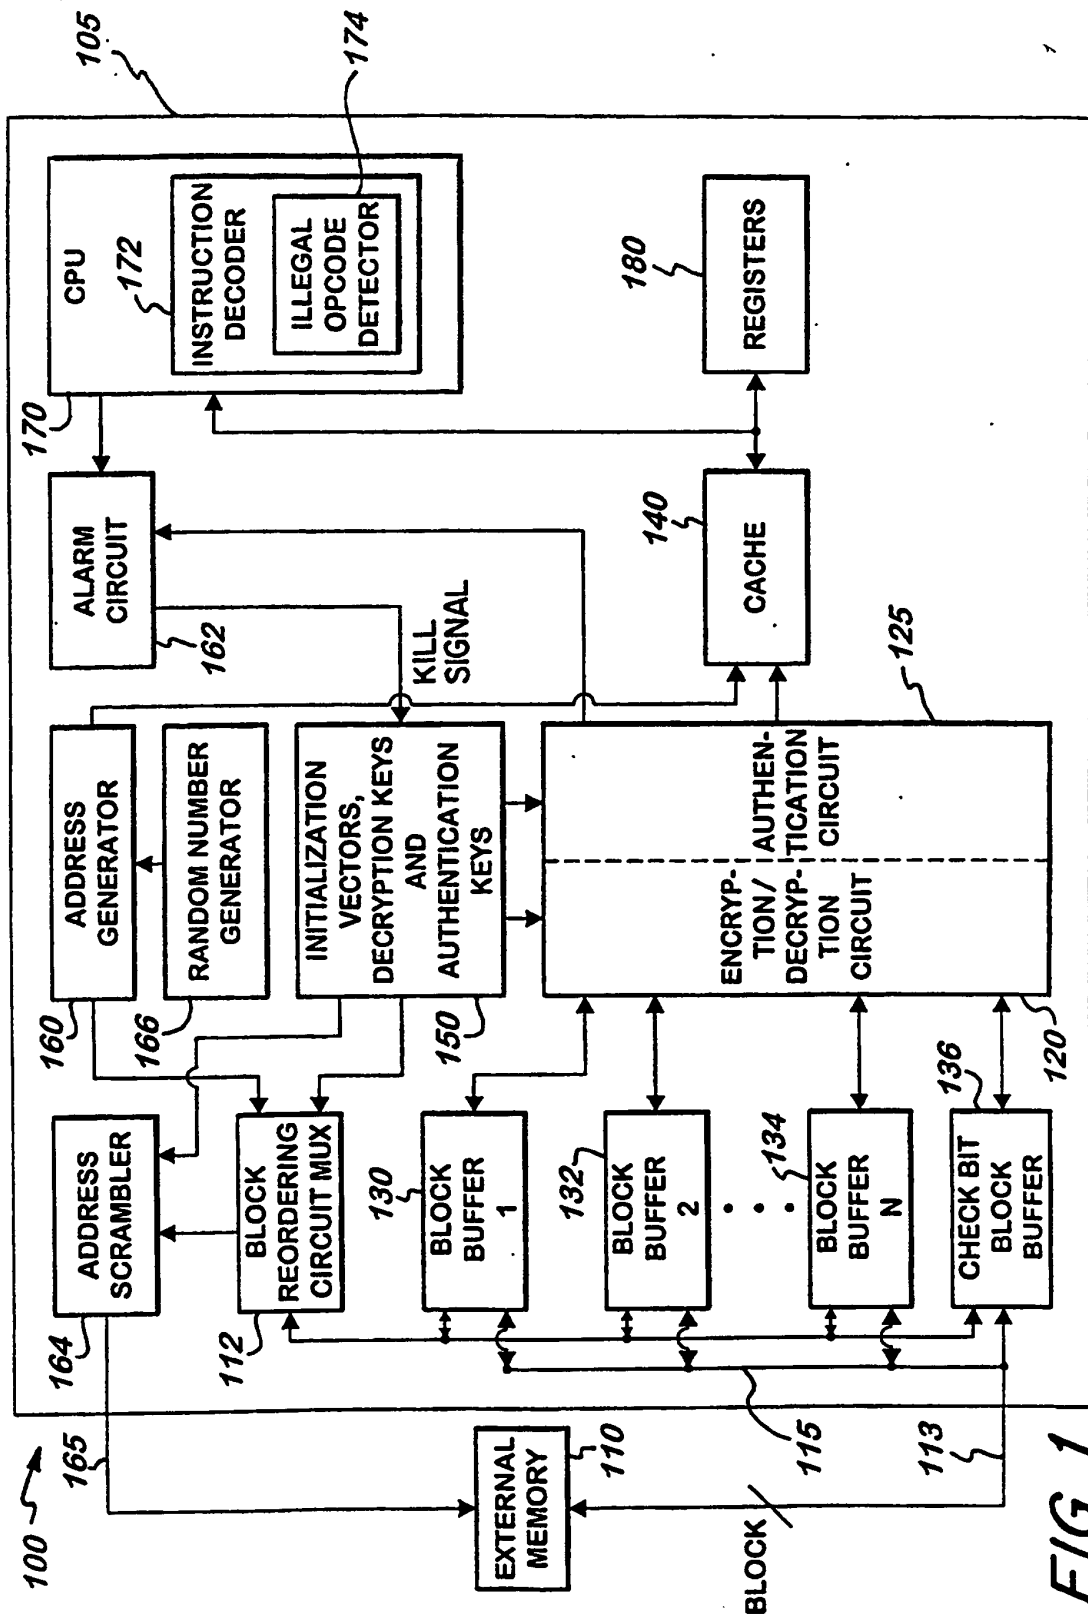 100
105
165
164
ADDRESS
SCRAMBLER
160
ADDRESS
GENERATOR
166
RANDOM NUMBER
GENERATOR
ALARM
CIRCUIT
162
170
CPU
172
INSTRUCTION
DECODER
ILLEGAL
OPCODE
DETECTOR
174
112
BLOCK
REORDERING
CIRCUIT MUX
150
INITIALIZATION
VECTORS,
DECRYPTION KEYS
AND
AUTHENTICATION
KEYS
KILL
SIGNAL
EXTERNAL
MEMORY
110
130
BLOCK
BUFFER
1
132
BLOCK
BUFFER
2
134
BLOCK
BUFFER
N
136
CHECK BIT
BLOCK
BUFFER
ENCRYP-
TION/
DECRYP-
TION
CIRCUIT
120
AUTHEN-
TICATION
CIRCUIT
125
140
CACHE
180
REGISTERS
115
113
BLOCK
FIG 1